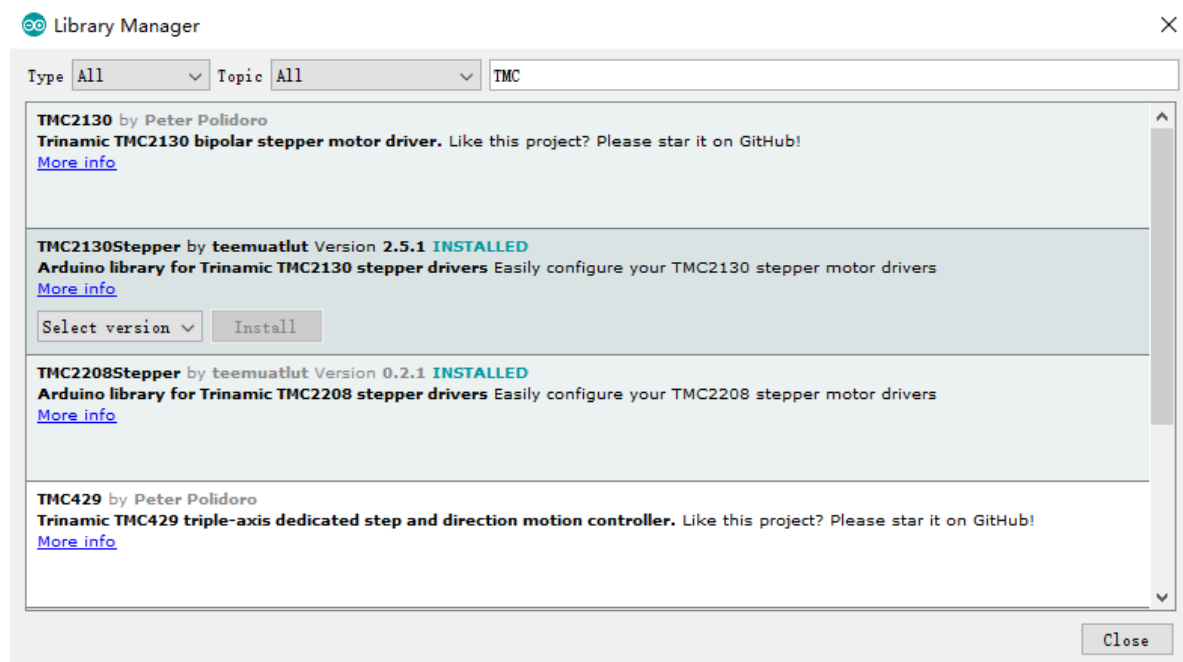 Library Manager
Type All Topic All TMC
TMC2130 by Peter Polidoro
Trinamic TMC2130 bipolar stepper motor driver. Like this project? Please star it on GitHub!
More info
TMC2130Stepper by teemuatlut Version 2.5.1 INSTALLED
Arduino library for Trinamic TMC2130 stepper drivers Easily configure your TMC2130 stepper motor drivers
More info
Select version Install
TMC2208Stepper by teemuatlut Version 0.2.1 INSTALLED
Arduino library for Trinamic TMC2208 stepper drivers Easily configure your TMC2208 stepper motor drivers
More info
TMC429 by Peter Polidoro
Trinamic TMC429 triple-axis dedicated step and direction motion controller. Like this project? Please star it on GitHub!
More info
Close